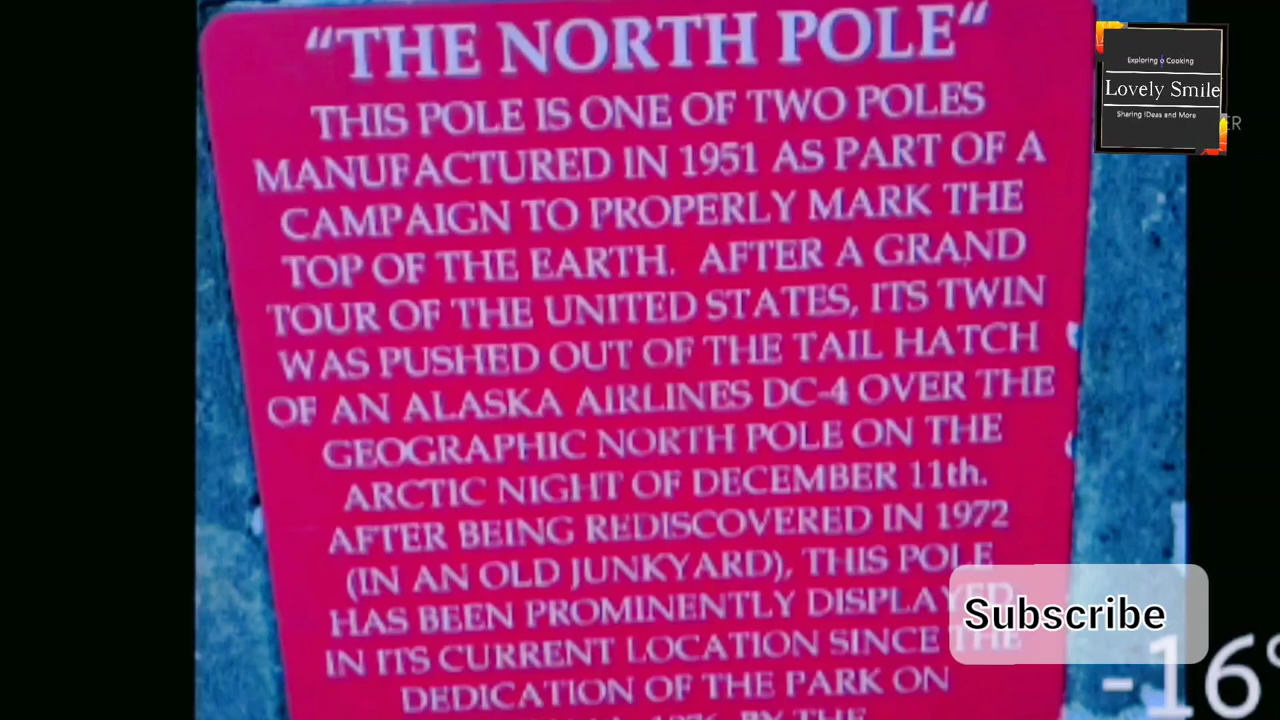 "THE NORTH POLE"
THIS POLE IS ONE OF TWO POLES
MANUFACTURED IN 1951 AS PART OF A
CAMPAIGN TO PROPERLY MARK THE
TOP OF THE EARTH. AFTER A GRAND
TOUR OF THE UNITED STATES, ITS TWIN
WAS PUSHED OUT OF THE TAIL HATCH
OF AN ALASKA AIRLINES DC-4 OVER THE
GEOGRAPHIC NORTH POLE ON THE
ARCTIC NIGHT OF DECEMBER 11th.
AFTER BEING REDISCOVERED IN 1972
(IN AN OLD JUNKYARD), THIS POLE
HAS BEEN PROMINENTLY DISPLAYED
IN ITS CURRENT LOCATION SINCE THE
DEDICATION OF THE PARK ON
BY THE
Exploring & Cooking
Lovely Smile
Sharing IDeas and More
ER
Subscribe
-16°